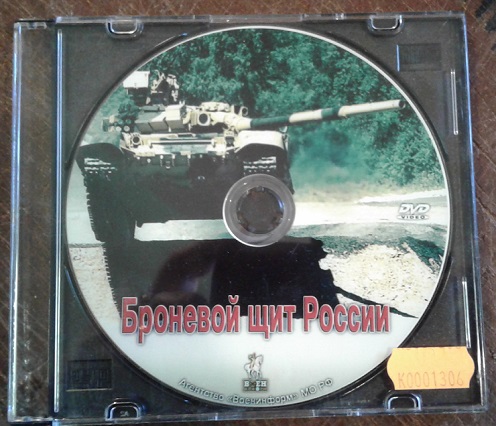 DVD
VIDEO
Броневой щит России
Агентство «Воениформ» МО РФ
K0001306